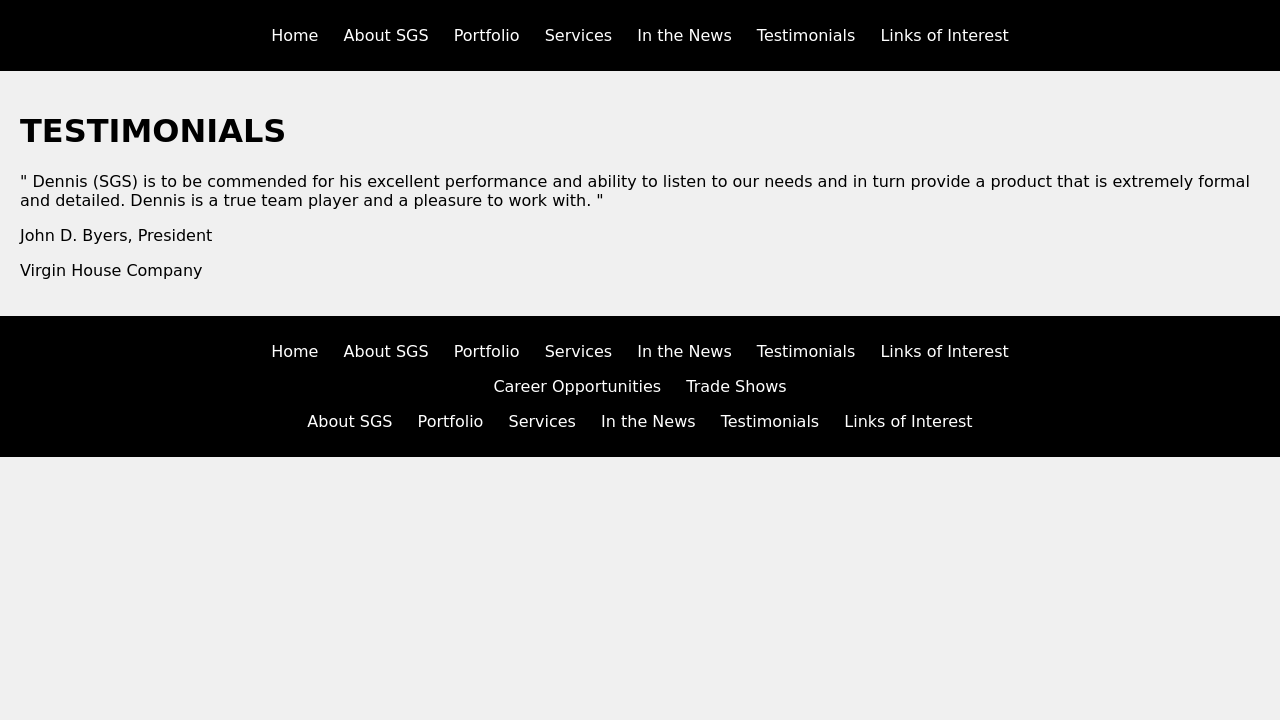 Home About SGS Portfolio Services In the News Testimonials Links of Interest
TESTIMONIALS
" Dennis (SGS) is to be commended for his excellent performance and ability to listen to our needs and in turn provide a product that is extremely formal
and detailed. Dennis is a true team player and a pleasure to work with. "
John D. Byers, President
Virgin House Company
Home About SGS Portfolio Services In the News Testimonials Links of Interest
Career Opportunities Trade Shows
About SGS Portfolio Services In the News Testimonials Links of Interest